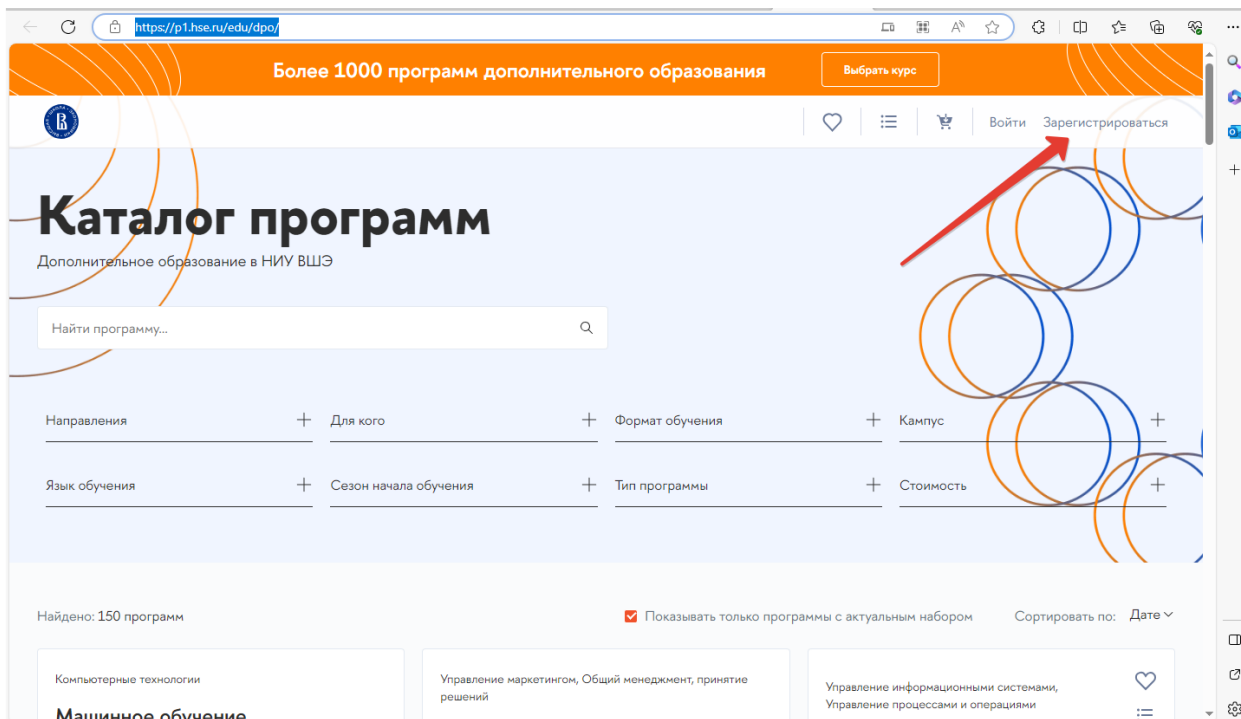 https://p1.hse.ru/edu/dpo/
Более 1000 программ дополнительного образования
Выбрать курс
Войти
Зарегистрироваться
Каталог программ
Дополнительное образование в НИУ ВШЭ
Найти программу...
Направления
Для кого
Формат обучения
Кампус
Язык обучения
Сезон начала обучения
Тип программы
Стоимость
Найдено: 150 программ
Показывать только программы с актуальным набором
Сортировать по: Дате
Компьютерные технологии
Машинное обучение
Управление маркетингом, Общий менеджмент, принятие
решений
Управление информационными системами,
Управление процессами и операциями